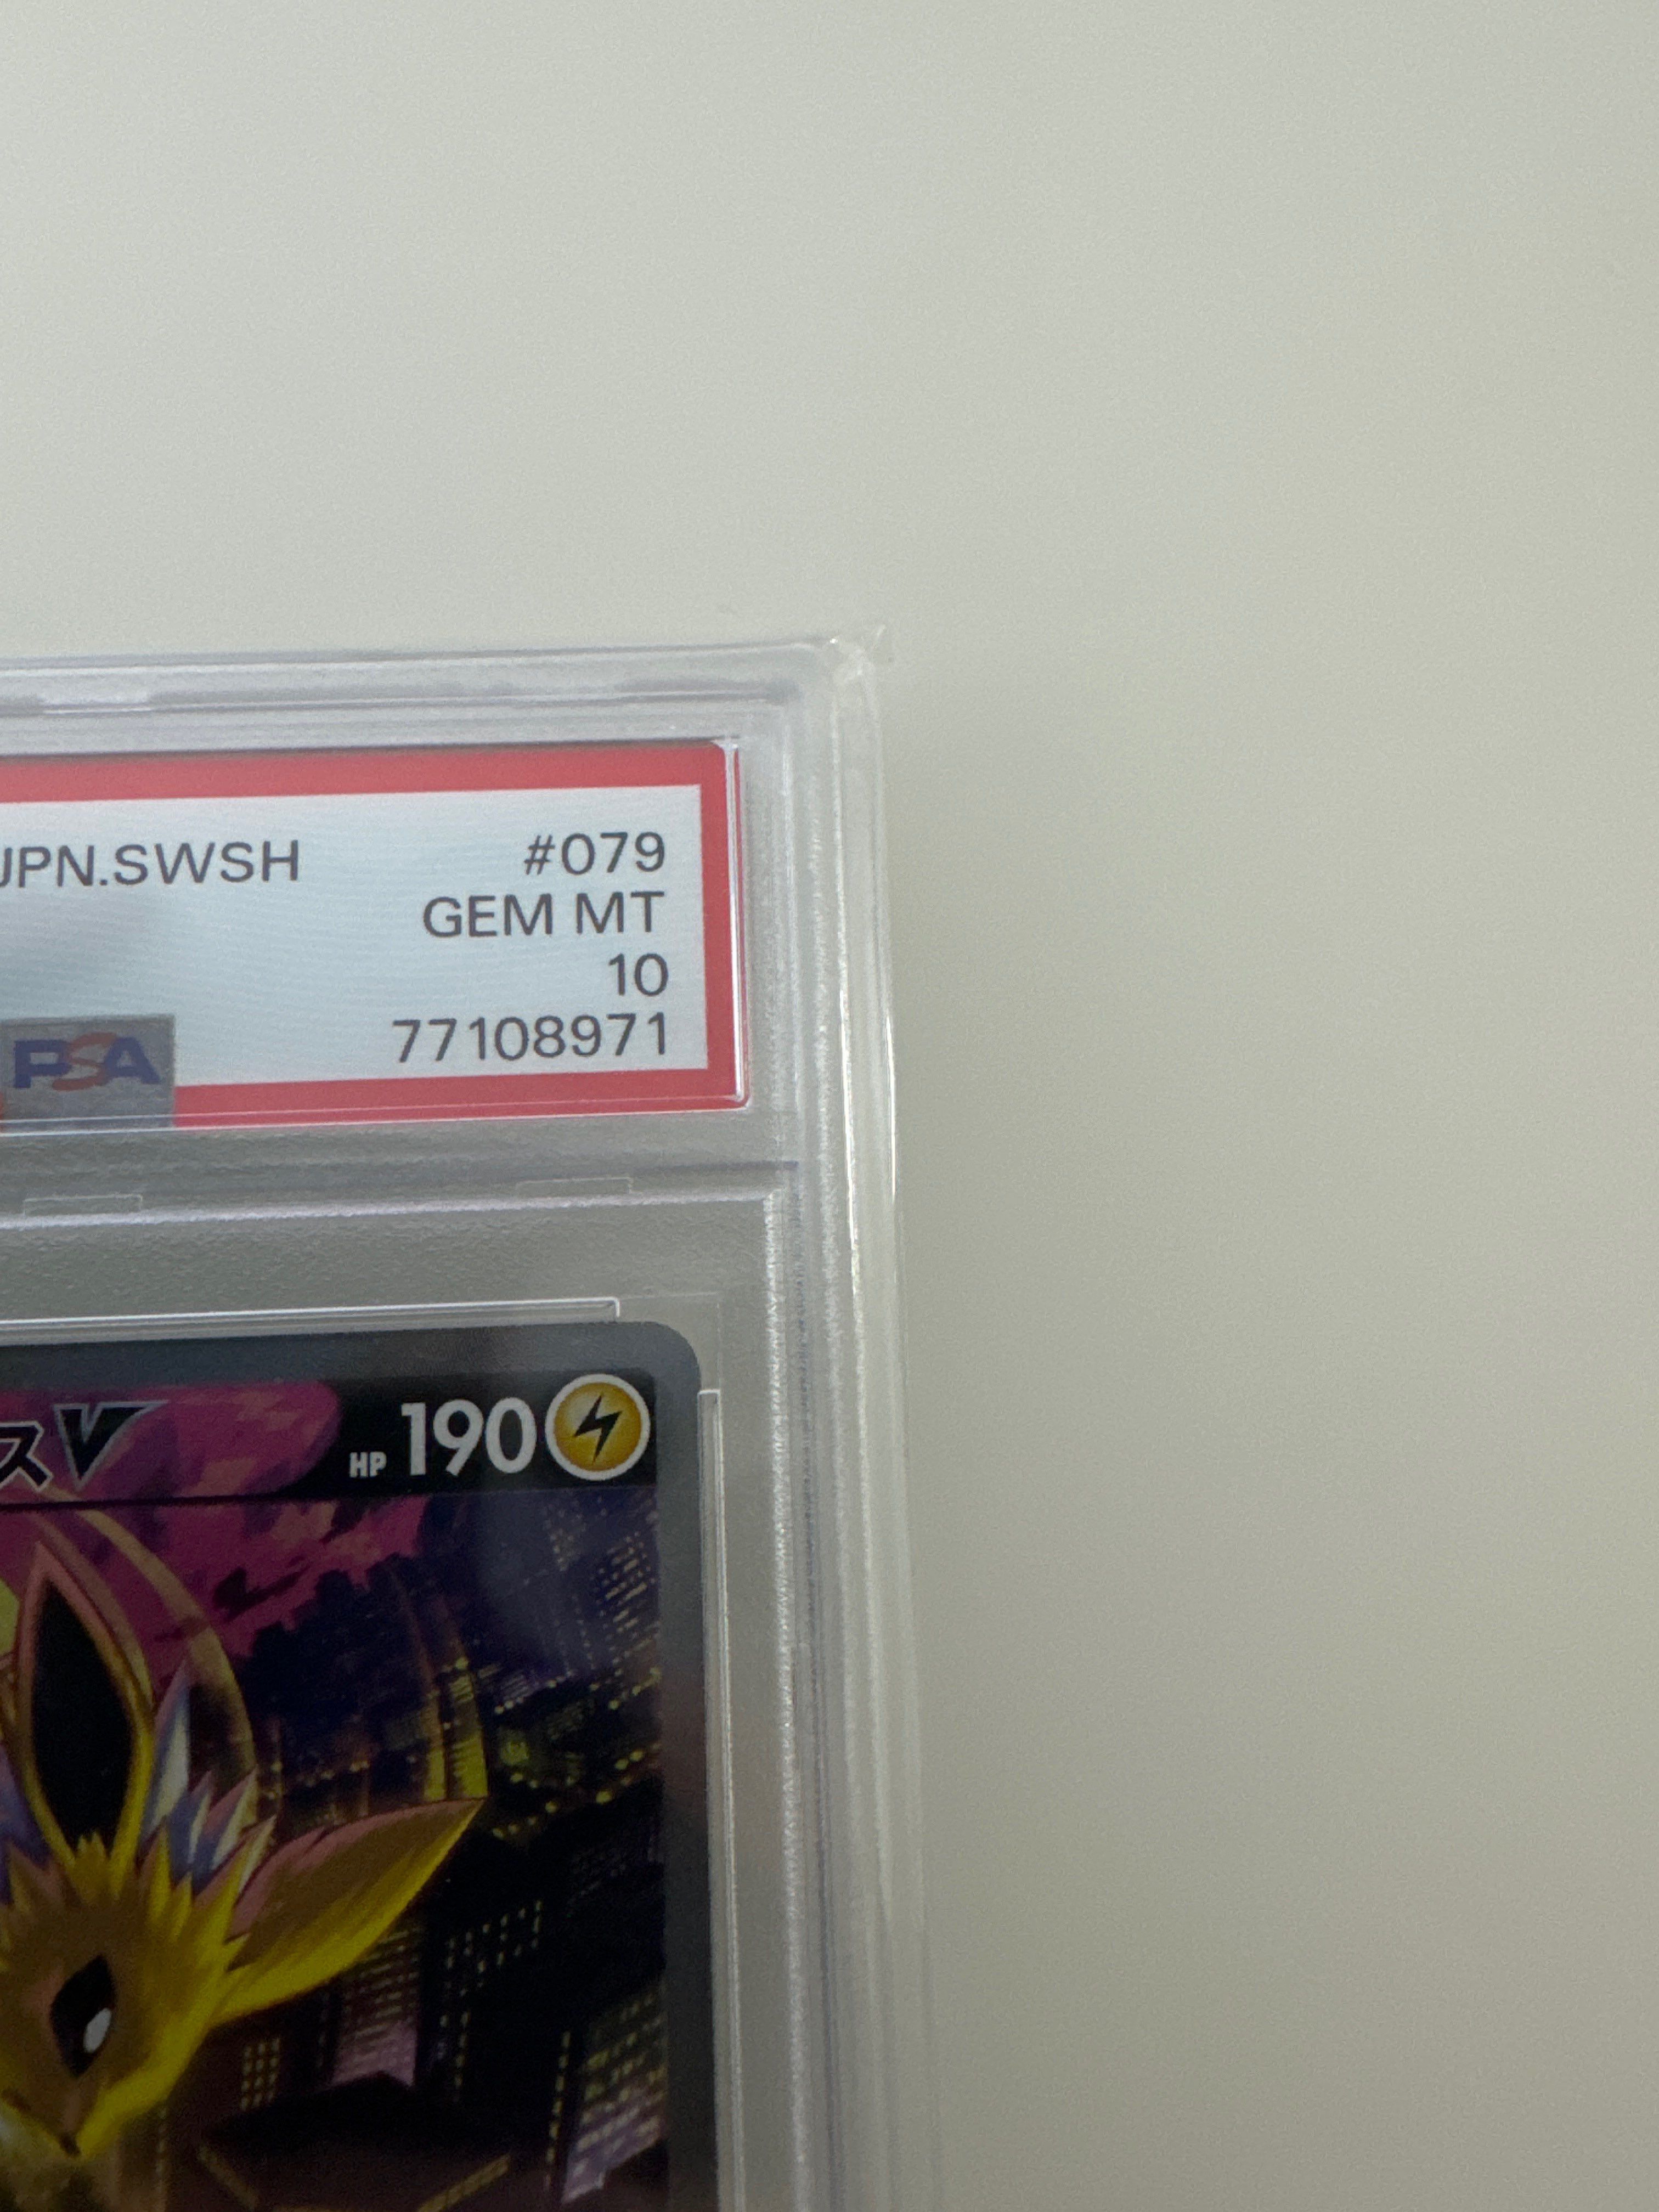 JPN.SWSH #079
GEM MT
10
77108971
PSA
スV HP 190